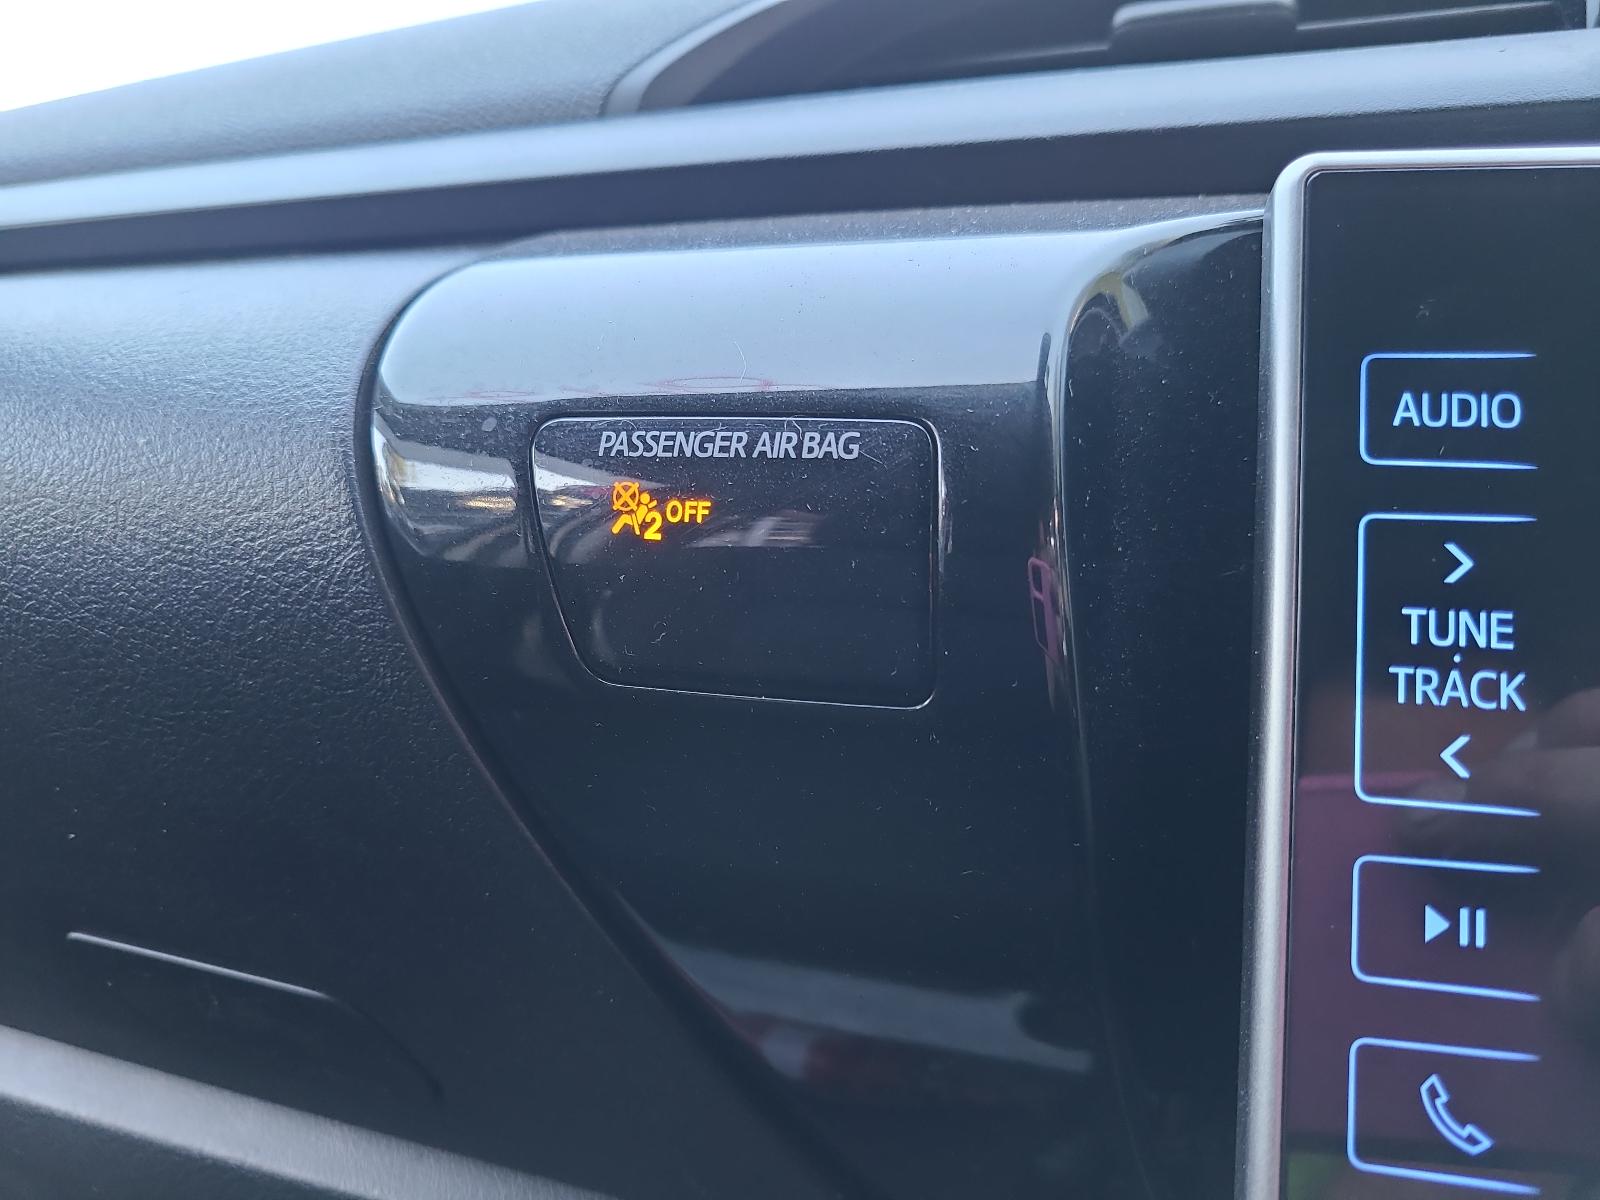 PASSENGER AIR BAG
2 OFF
AUDIO
TUNE
TRACK